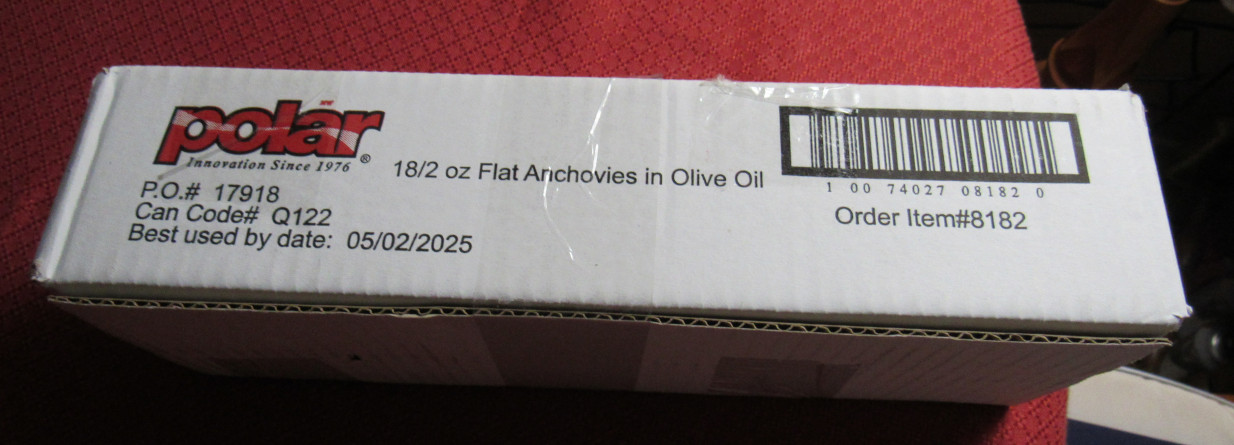 polar
Innovation Since 1976 ®
P.O.# 17918
Can Code# Q122
Best used by date: 05/02/2025
18/2 oz Flat Anchovies in Olive Oil
1 00 74027 08182 0
Order Item#8182